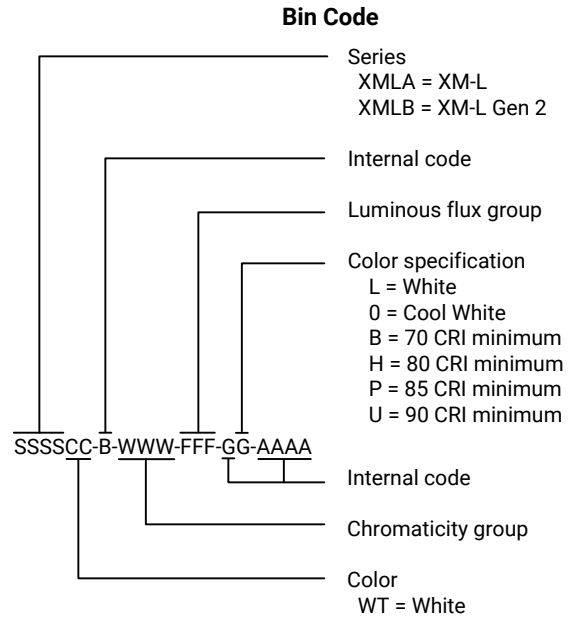 Bin Code
Series
XMLA = XM-L
XMLB = XM-L Gen 2
Internal code
Luminous flux group
Color specification
L = White
0 = Cool White
B = 70 CRI minimum
H = 80 CRI minimum
P = 85 CRI minimum
U = 90 CRI minimum
SSSSCC-B-WWW-FFF-GG-AAAA
Internal code
Chromaticity group
Color
WT = White